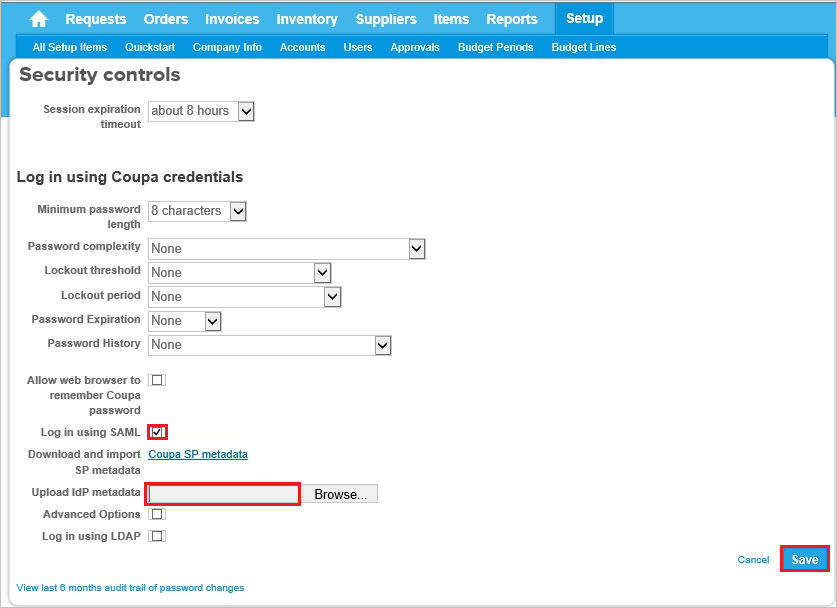 Requests Orders Invoices Inventory Suppliers Items Reports Setup
All Setup Items Quickstart Company Info Accounts Users Approvals Budget Periods Budget Lines
Security controls
Session expiration timeout about 8 hours
Log in using Coupa credentials
Minimum password length 8 characters
Password complexity None
Lockout threshold None
Lockout period None
Password Expiration None
Password History None
Allow web browser to
remember Coupa
password
Log in using SAML
Download and import SP metadata Coupa SP metadata
Upload IdP metadata Browse...
Advanced Options
Log in using LDAP
Cancel Save
View last 6 months audit trail of password changes